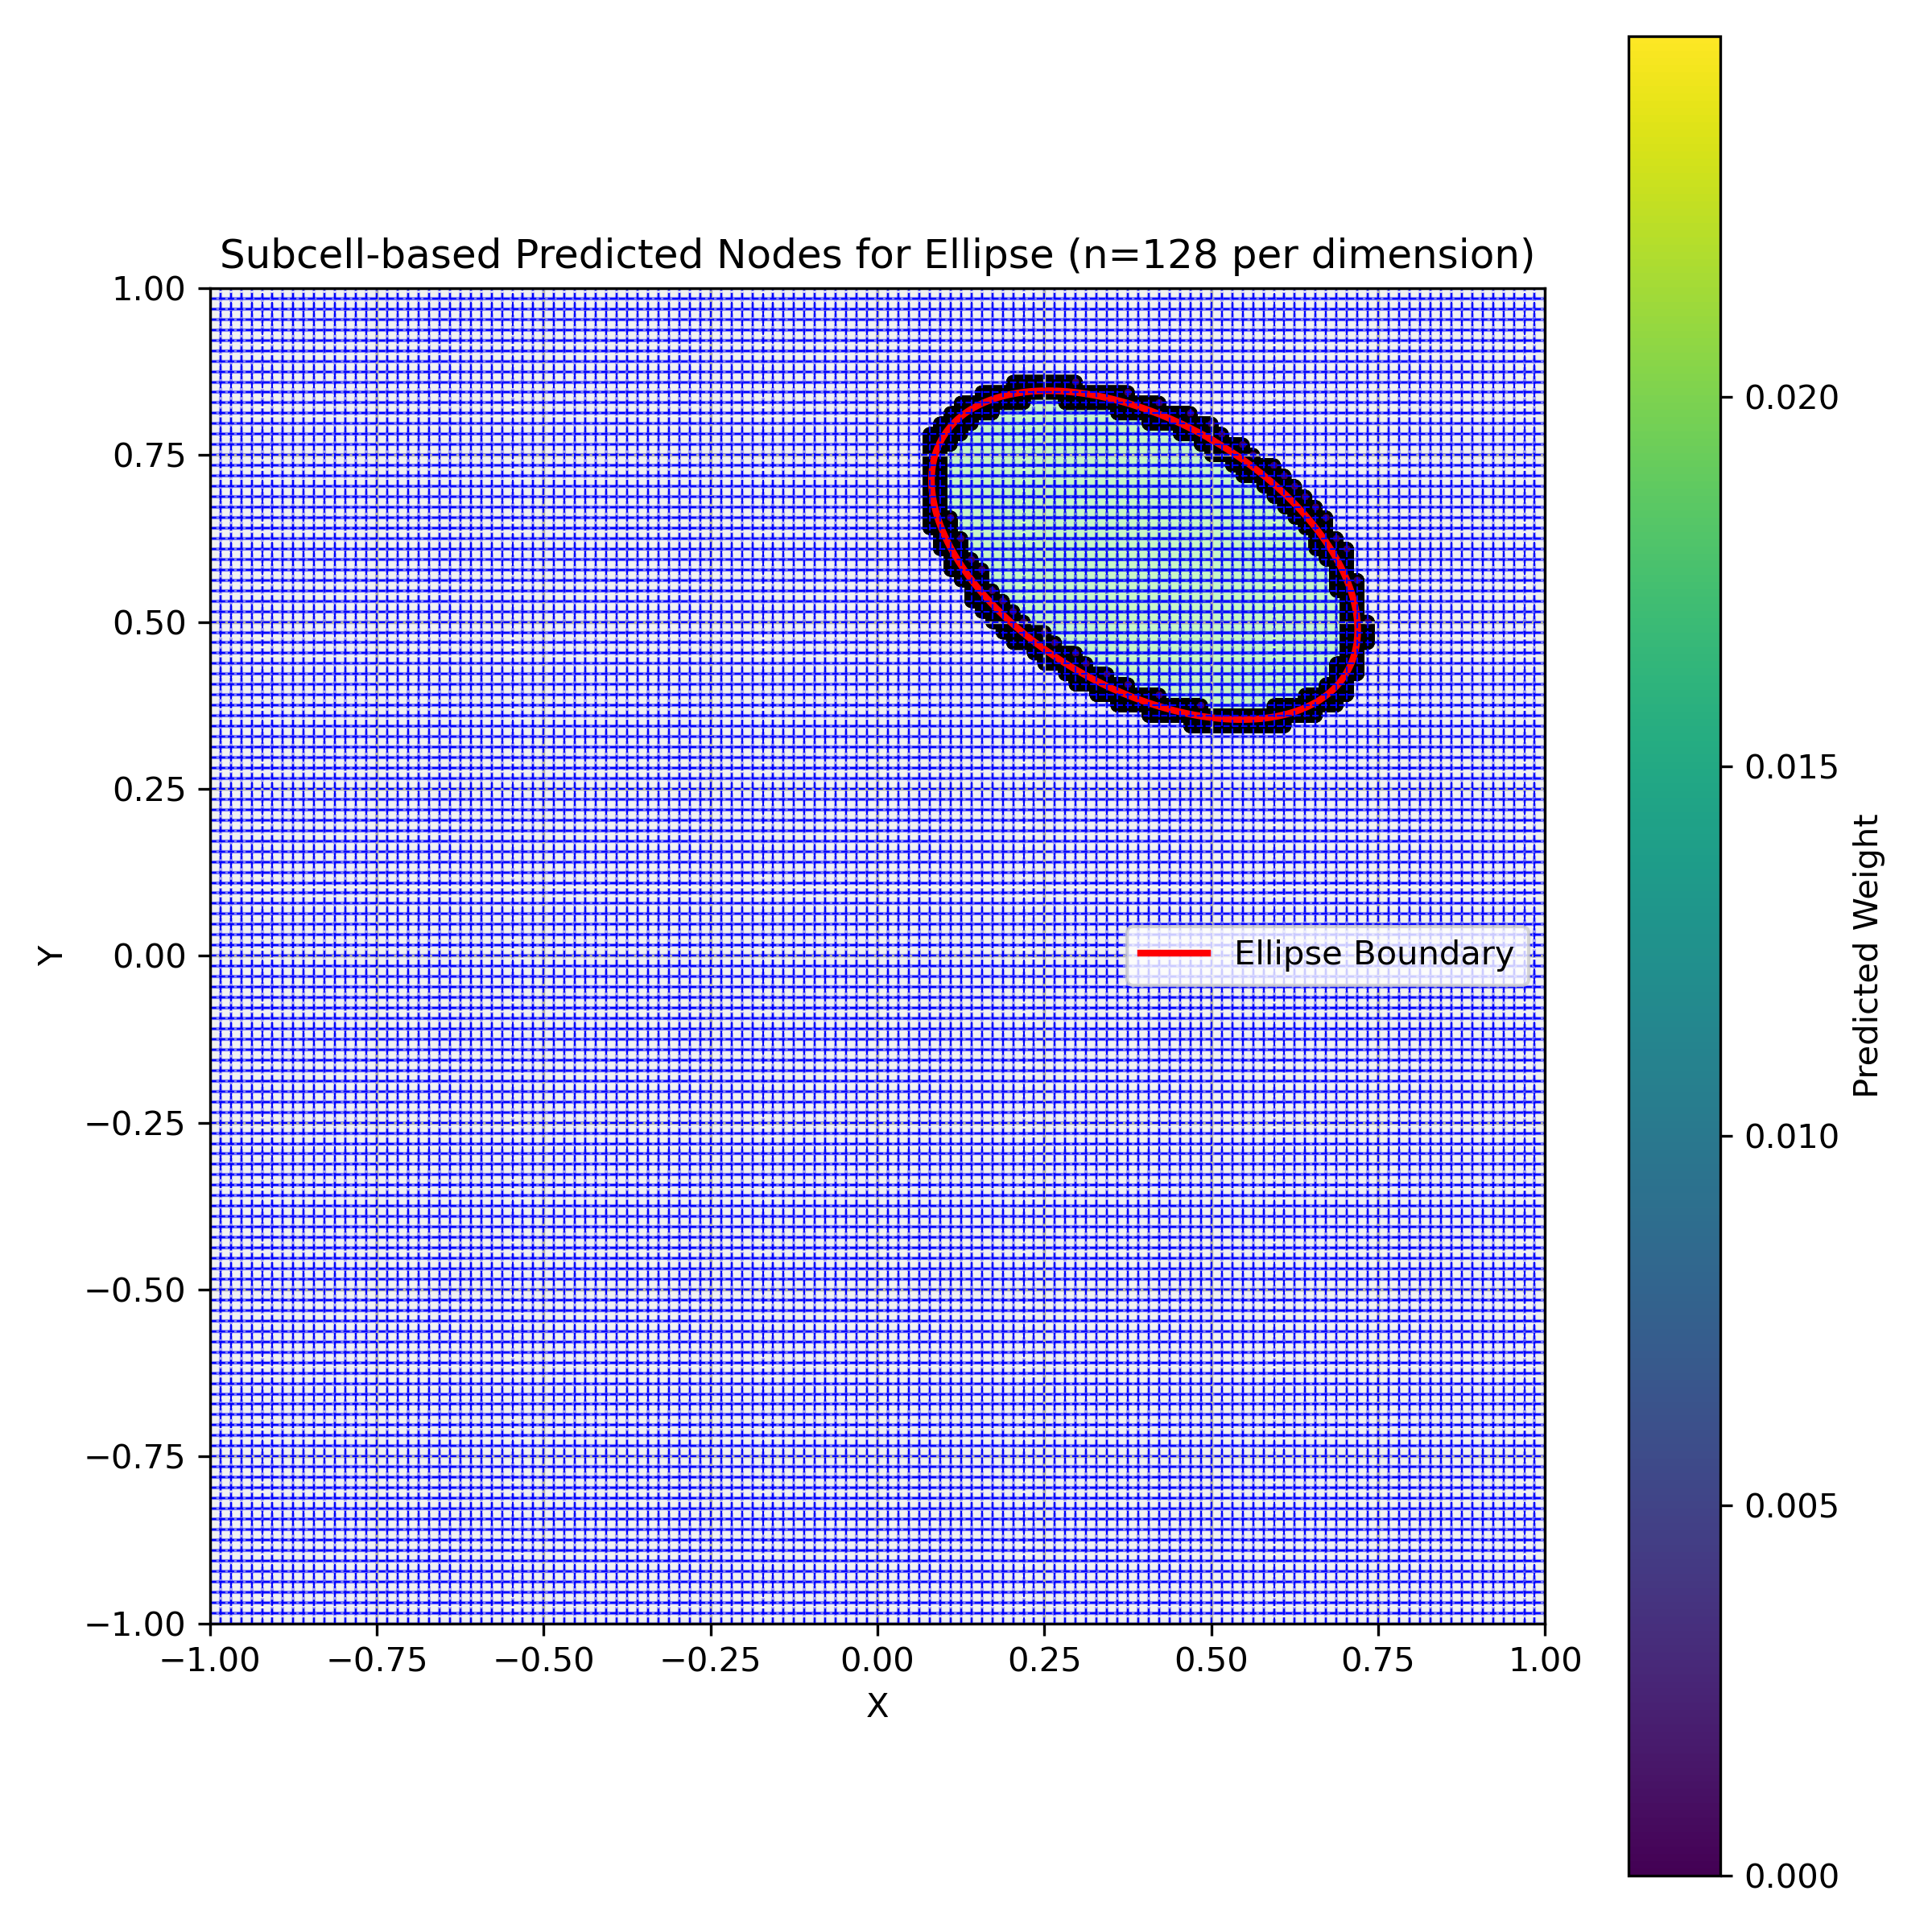 Subcell-based Predicted Nodes for Ellipse (n=128 per dimension)
1.00
0.75
0.50
0.25
0.00
−0.25
−0.50
−0.75
−1.00
Y
−1.00 −0.75 −0.50 −0.25 0.00 0.25 0.50 0.75 1.00
X
Ellipse Boundary
0.020
0.015
0.010
0.005
0.000
Predicted Weight